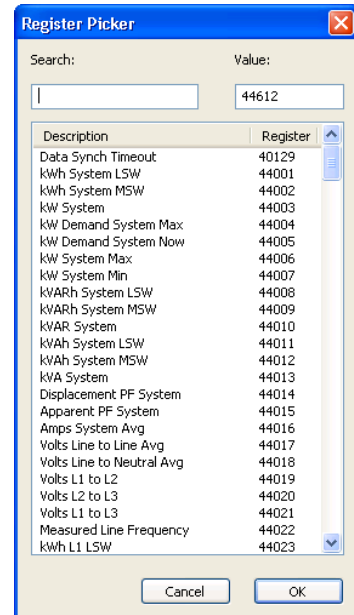 Register Picker
Search: Value:
44612
Description Register
Data Synch Timeout 40129
kWh System LSW 44001
kWh System MSW 44002
kW System 44003
kW Demand System Max 44004
kW Demand System Now 44005
kW System Max 44006
kW System Min 44007
kVARh System LSW 44008
kVARh System MSW 44009
kVAR System 44010
kVAh System LSW 44011
kVAh System MSW 44012
kVA System 44013
Displacement PF System 44014
Apparent PF System 44015
Amps System Avg 44016
Volts Line to Line Avg 44017
Volts Line to Neutral Avg 44018
Volts L1 to L2 44019
Volts L2 to L3 44020
Volts L1 to L3 44021
Measured Line Frequency 44022
kWh L1 LSW 44023
Cancel OK